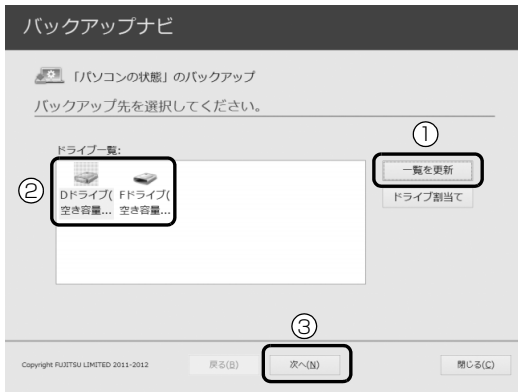 バックアップナビ
「パソコンの状態」のバックアップ
バックアップ先を選択してください。
①
ドライブ一覧:
一覧を更新
②
Dドライブ( Fドライブ(
空き容量... 空き容量...
ドライブ割当て
③
Copyright FUJITSU LIMITED 2011-2012
戻る(B)
次へ(N)
閉じる(C)